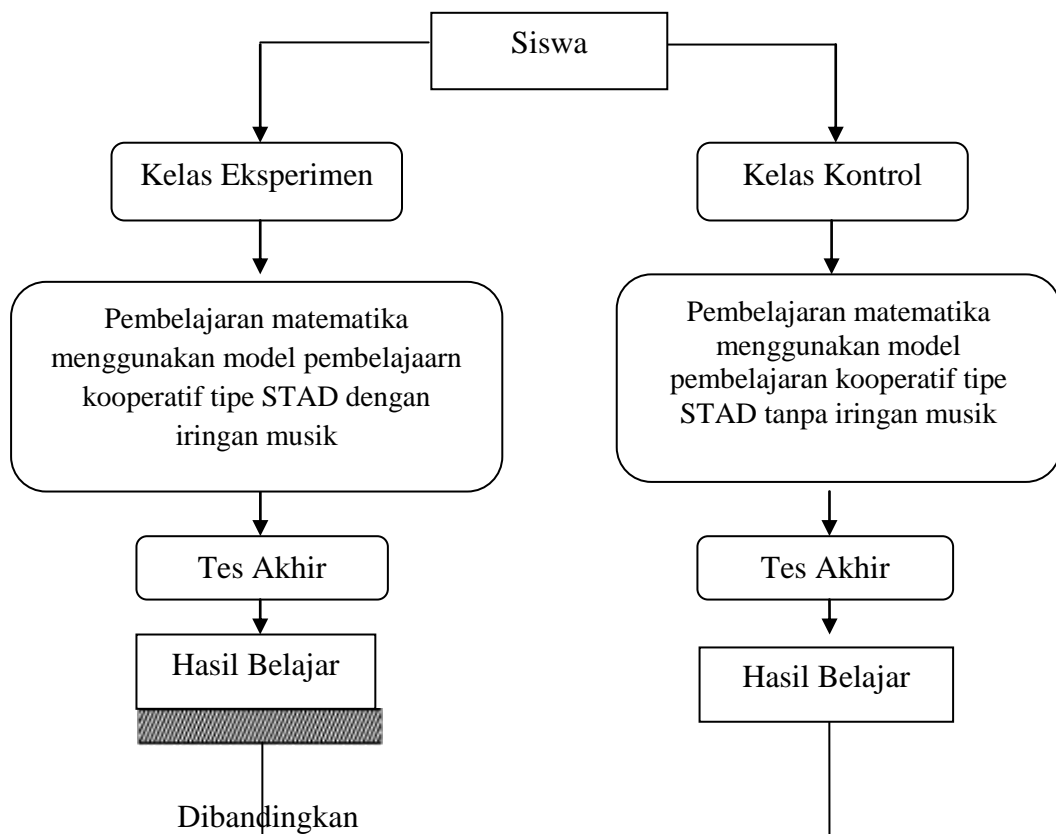 Siswa
Kelas Eksperimen
Kelas Kontrol
Pembelajaran matematika
menggunakan model pembelajaarn
kooperatif tipe STAD dengan
iringan musik
Pembelajaran matematika
menggunakan model
pembelajaran kooperatif tipe
STAD tanpa iringan musik
Tes Akhir
Tes Akhir
Hasil Belajar
Hasil Belajar
Dibandingkan